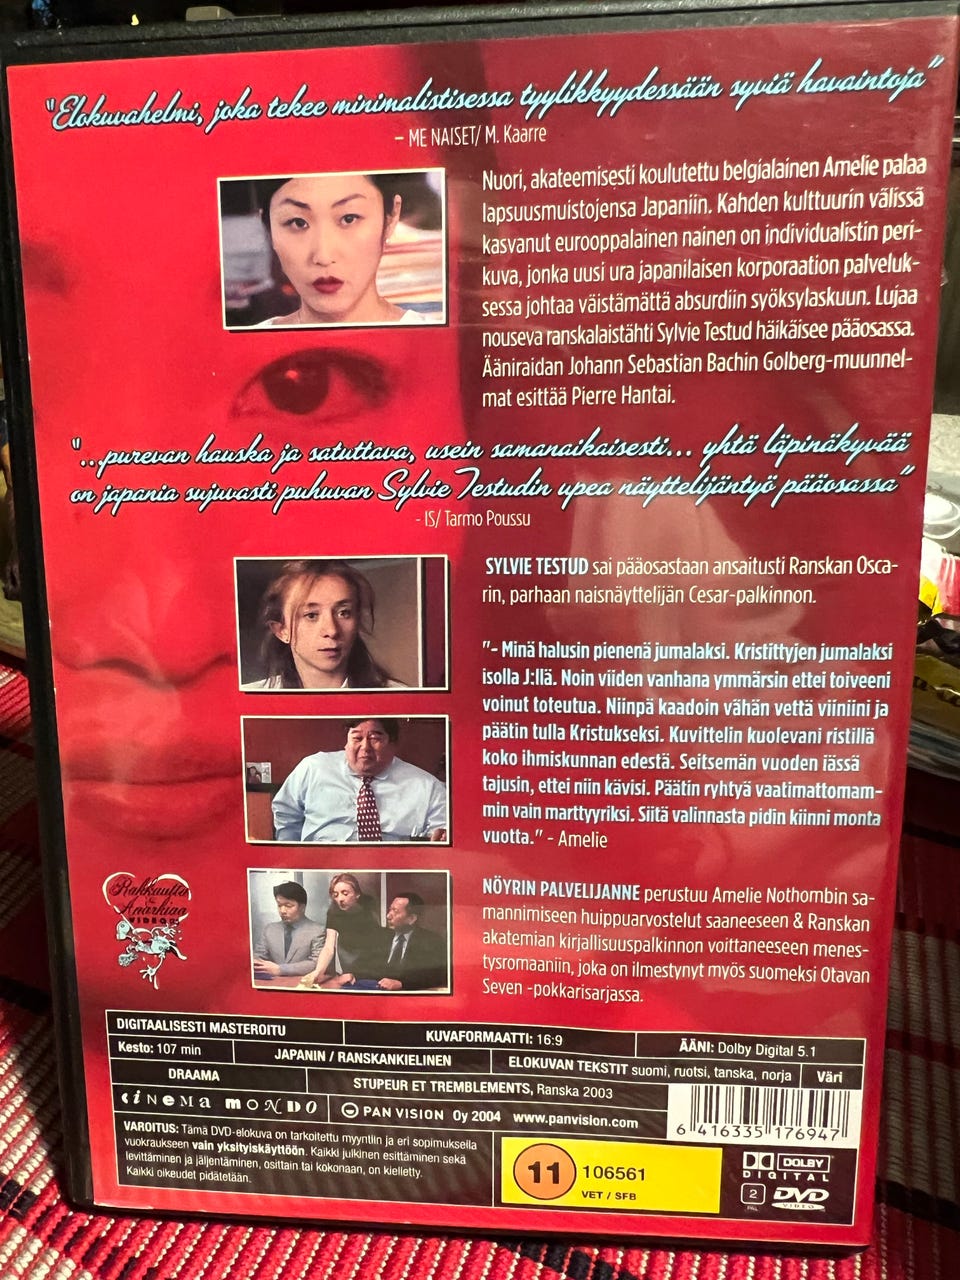 "Elokuvahelmi, joka tekee minimalistisessa tyylikkyydessään syviä havaintoja"
– ME NAISET/ M. Kaarre
Nuori, akateemisesti koulutettu belgialainen Amelie palaa
lapsuusmuistojensa Japaniin. Kahden kulttuurin välissä
kasvanut eurooppalainen nainen on individualistin peri-
kuva, jonka uusi ura japanilaisen korporaation palveluk-
sessa johtaa väistämättä absurdiin syöksylaskuun. Lujaa
nouseva ranskalaistähti Sylvie Testud häikäisee pääosassa.
Ääniraidan Johann Sebastian Bachin Golberg-muunnel-
mat esittää Pierre Hantai.
"...purevan hauska ja satuttava, usein samanaikaisesti... yhtä läpinäkyvää
on japania sujuvasti puhuvan Sylvie Testudin upea näyttelijäntyö pääosassa"
- IS/ Tarmo Poussu
SYLVIE TESTUD sai pääosastaan ansaitusti Ranskan Osca-
rin, parhaan naisnäyttelijän Cesar-palkinnon.
"- Minä halusin pienenä jumalaksi. Kristittyjen jumalaksi
isolla J:llä. Noin viiden vanhana ymmärsin ettei toiveeni
voinut toteutua. Niinpä kaadoin vähän vettä viiniini ja
päätin tulla Kristukseksi. Kuvittelin kuolevani ristillä
koko ihmiskunnan edestä. Seitsemän vuoden iässä
tajusin, ettei niin kävisi. Päätin ryhtyä vaatimattomam-
min vain marttyyriksi. Siitä valinnasta pidin kiinni monta
vuotta." - Amelie
Rakkautta
&
Anarkiaa
VIDEO
NÖYRIN PALVELIJANNE perustuu Amelie Nothombin sa-
mannimiseen huippuarvostelut saaneeseen & Ranskan
akatemian kirjallisuuspalkinnon voittaneeseen menes-
tysromaaniin, joka on ilmestynyt myös suomeksi Otavan
Seven -pokkarisarjassa.
DIGITAALISESTI MASTEROITU KUVAFORMAATTI: 16:9 ÄÄNI: Dolby Digital 5.1
Kesto: 107 min JAPANIN / RANSKANKIELINEN ELOKUVAN TEKSTIT suomi, ruotsi, tanska, norja Väri
DRAAMA STUPEUR ET TREMBLEMENTS, Ranska 2003
CiNeMa mONDO PAN VISION Oy 2004 www.panvision.com
6 416335 176947
VAROITUS: Tämä DVD-elokuva on tarkoitettu myyntiin ja eri sopimuksella
vuokraukseen vain yksityiskäyttöön. Kaikki julkinen esittäminen sekä
levittäminen ja jäljentäminen, osittain tai kokonaan, on kielletty.
Kaikki oikeudet pidätetään.
11 106561
VET / SFB
DOLBY
DIGITAL
2 PAL DVD VIDEO